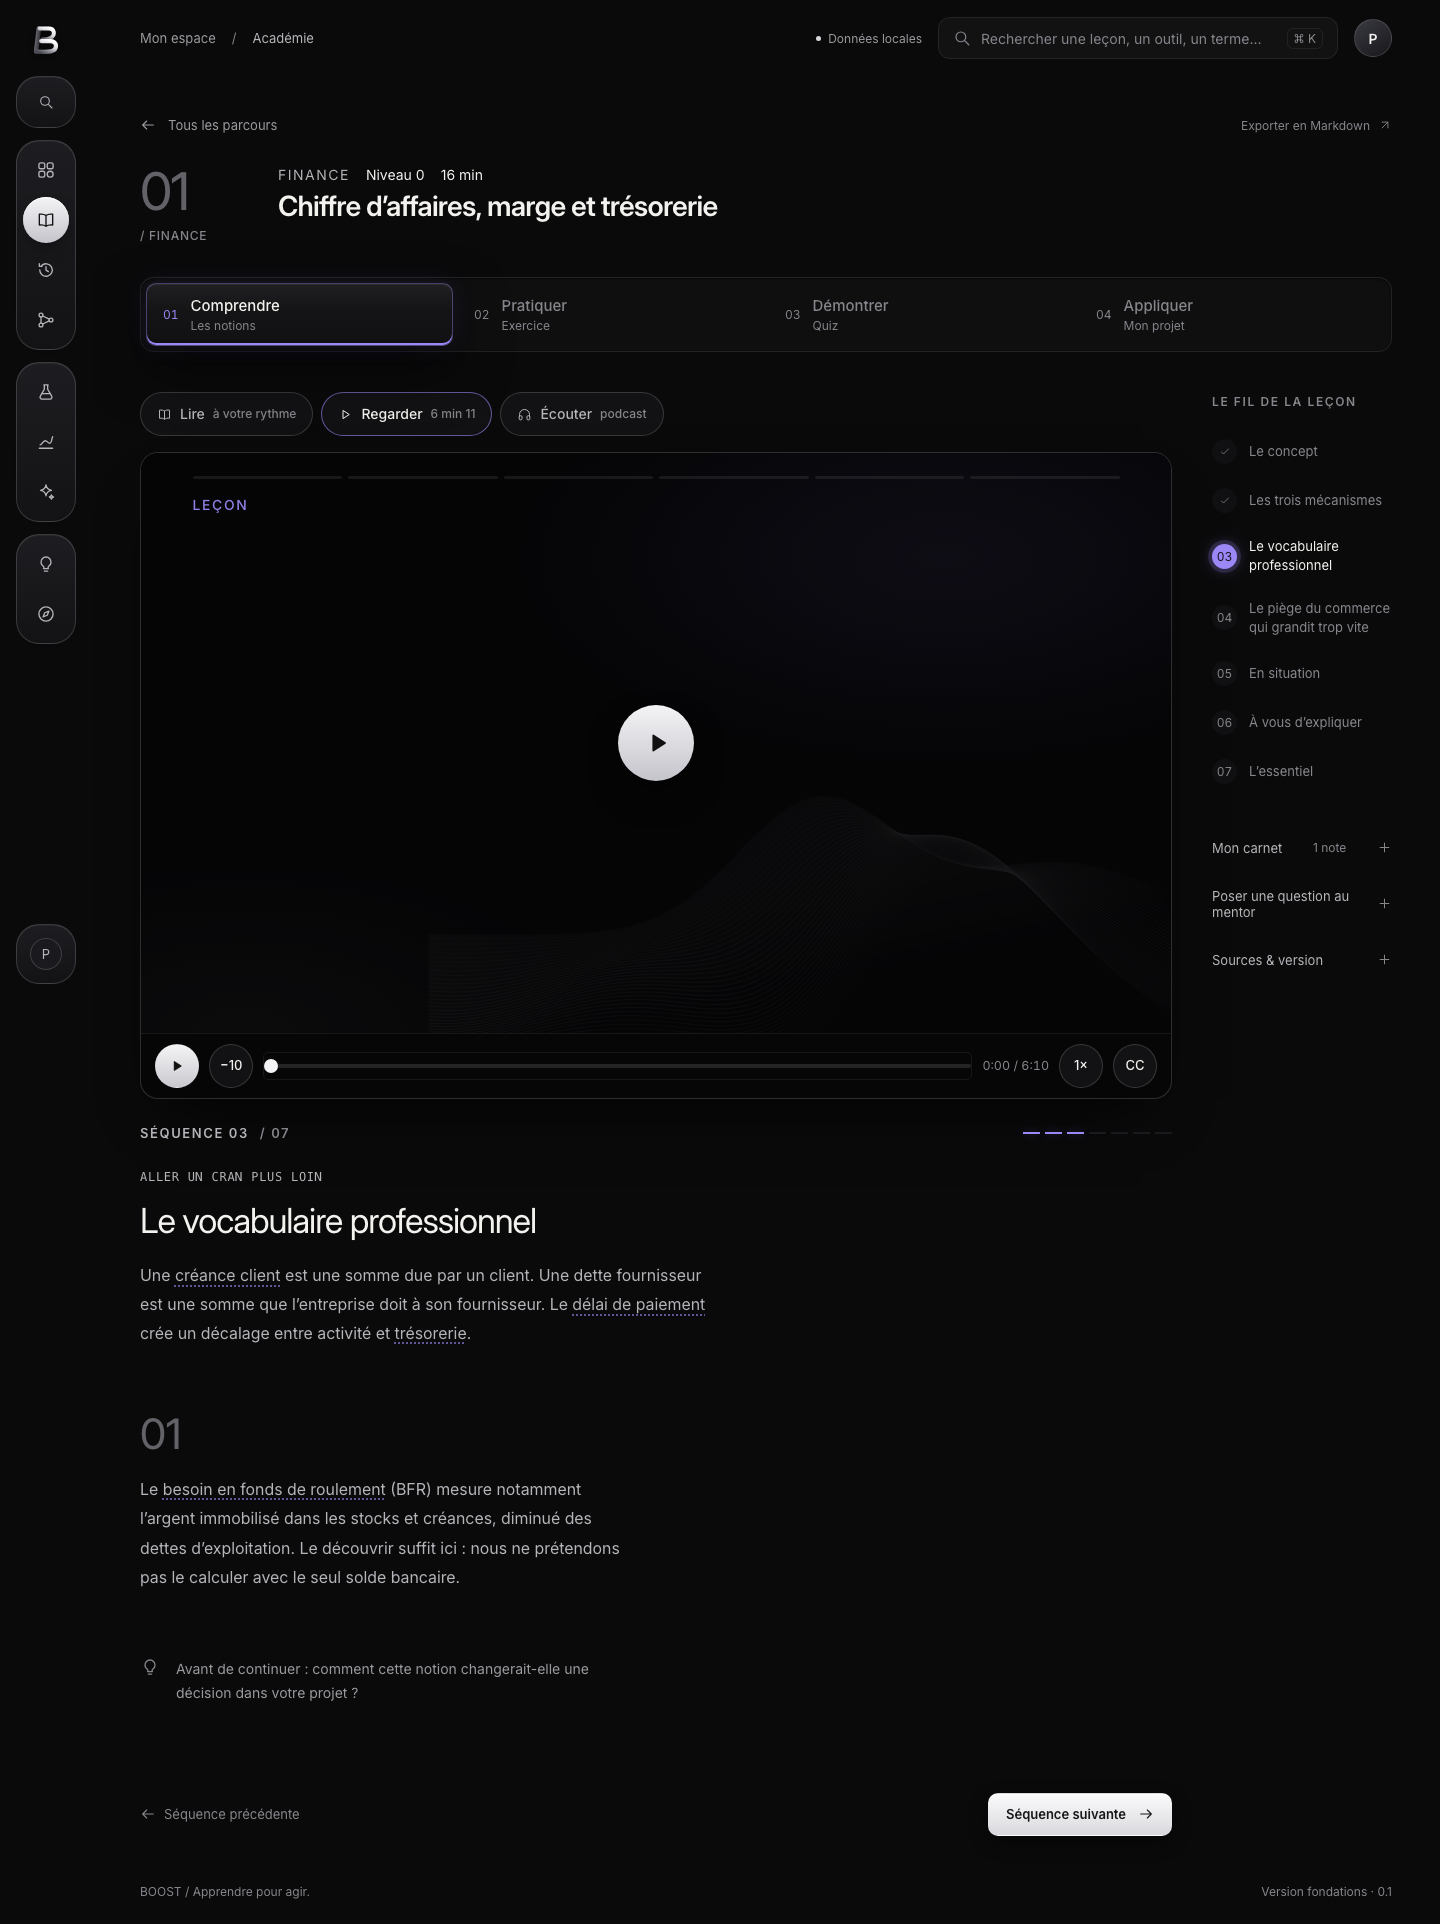 B
Mon espace / Académie
Données locales
Rechercher une leçon, un outil, un terme...
⌘ K
P
Tous les parcours
Exporter en Markdown
01
/ FINANCE
FINANCE Niveau 0 16 min
Chiffre d’affaires, marge et trésorerie
01 Comprendre
Les notions
02 Pratiquer
Exercice
03 Démontrer
Quiz
04 Appliquer
Mon projet
Lire à votre rythme
Regarder 6 min 11
Écouter podcast
LEÇON
−10
0:00 / 6:10
1×
CC
LE FIL DE LA LEÇON
Le concept
Les trois mécanismes
03 Le vocabulaire
professionnel
04 Le piège du commerce
qui grandit trop vite
05 En situation
06 À vous d’expliquer
07 L’essentiel
Mon carnet 1 note
Poser une question au
mentor
Sources & version
P
SÉQUENCE 03 / 07
ALLER UN CRAN PLUS LOIN
Le vocabulaire professionnel
Une créance client est une somme due par un client. Une dette fournisseur
est une somme que l’entreprise doit à son fournisseur. Le délai de paiement
crée un décalage entre activité et trésorerie.
01
Le besoin en fonds de roulement (BFR) mesure notamment
l’argent immobilisé dans les stocks et créances, diminué des
dettes d’exploitation. Le découvrir suffit ici : nous ne prétendons
pas le calculer avec le seul solde bancaire.
Avant de continuer : comment cette notion changerait-elle une
décision dans votre projet ?
Séquence précédente
Séquence suivante
BOOST / Apprendre pour agir.
Version fondations · 0.1